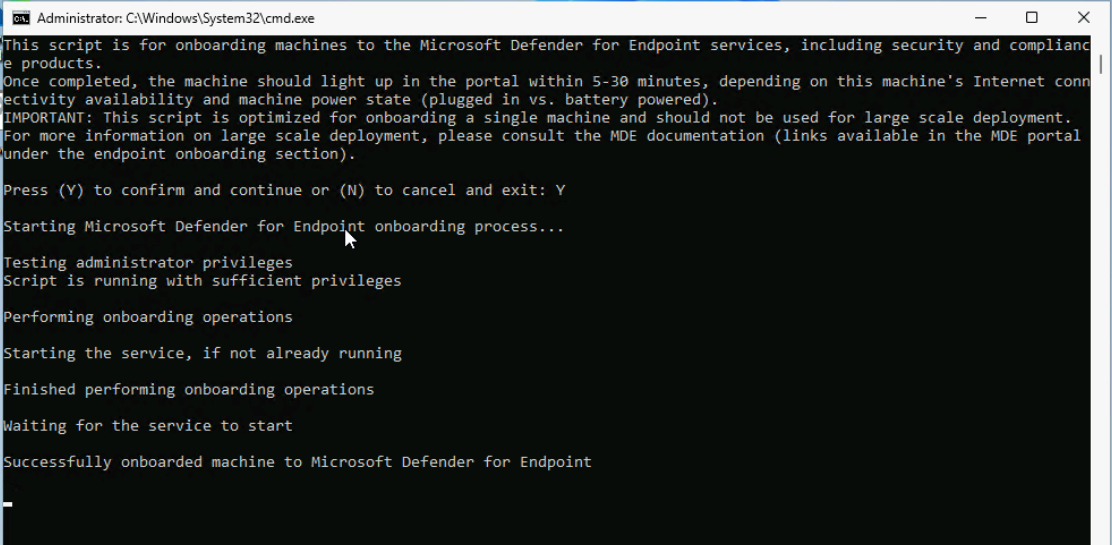 Administrator: C:\Windows\System32\cmd.exe
This script is for onboarding machines to the Microsoft Defender for Endpoint services, including security and complianc
e products.
Once completed, the machine should light up in the portal within 5-30 minutes, depending on this machine's Internet conn
ectivity availability and machine power state (plugged in vs. battery powered).
IMPORTANT: This script is optimized for onboarding a single machine and should not be used for large scale deployment.
For more information on large scale deployment, please consult the MDE documentation (links available in the MDE portal
under the endpoint onboarding section).
Press (Y) to confirm and continue or (N) to cancel and exit: Y
Starting Microsoft Defender for Endpoint onboarding process...
Testing administrator privileges
Script is running with sufficient privileges
Performing onboarding operations
Starting the service, if not already running
Finished performing onboarding operations
Waiting for the service to start
Successfully onboarded machine to Microsoft Defender for Endpoint